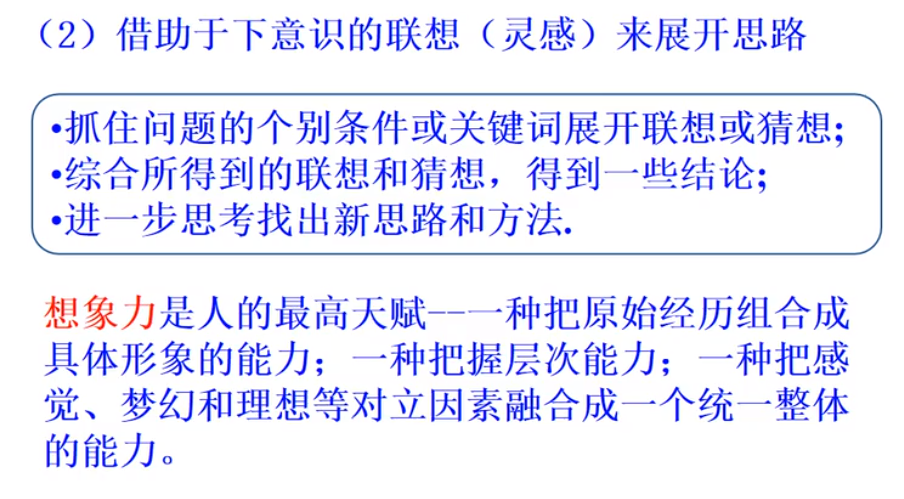 （2）借助于下意识的联想（灵感）来展开思路
•抓住问题的个别条件或关键词展开联想或猜想;
•综合所得到的联想和猜想，得到一些结论;
•进一步思考找出新思路和方法.
想象力是人的最高天赋--一种把原始经历组合成
具体形象的能力；一种把握层次能力；一种把感
觉、梦幻和理想等对立因素融合成一个统一整体
的能力。